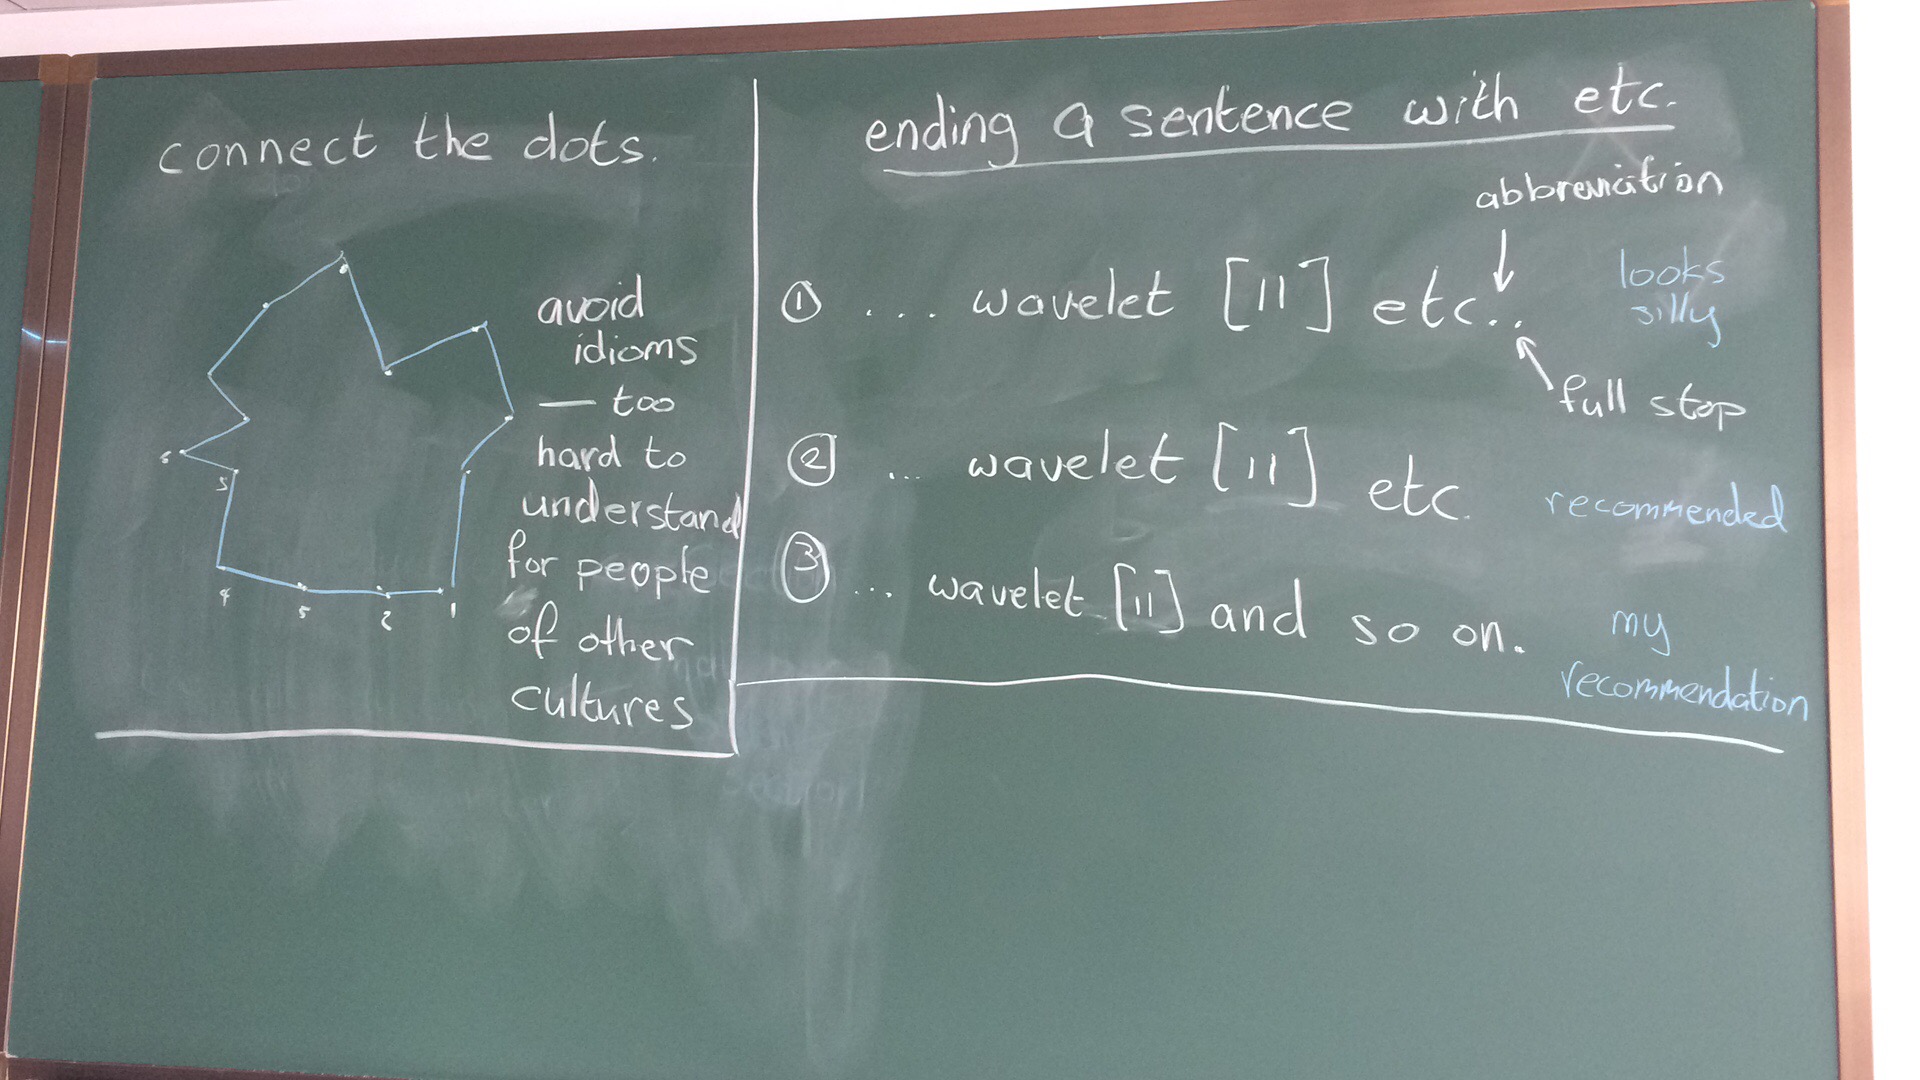 connect the dots.
avoid
idioms
— too
hard to
understand
for people
of other
cultures
6
5
4
5
2
1
ending a sentence with etc.
abbreviation
① ... wavelet [11] etc..
looks
silly
full stop
② ... wavelet [11] etc.
recommended
③ ... wavelet [11] and so on.
my
recommendation